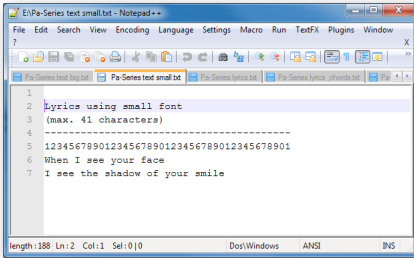 E:\Pa-Series text small.txt - Notepad++
File Edit Search View Encoding Language Settings Macro Run TextFX Plugins Window
? X
Pa-Series text big.txt Pa-Series text small.txt Pa-Series lyrics.txt Pa-Series lyrics_chords.txt Pa
1
2 Lyrics using small font
3 (max. 41 characters)
4 -----------------------------------------
5 12345678901234567890123456789012345678901
6 When I see your face
7 I see the shadow of your smile
length:188 Ln:2 Col:1 Sel:0|0 Dos\Windows ANSI INS